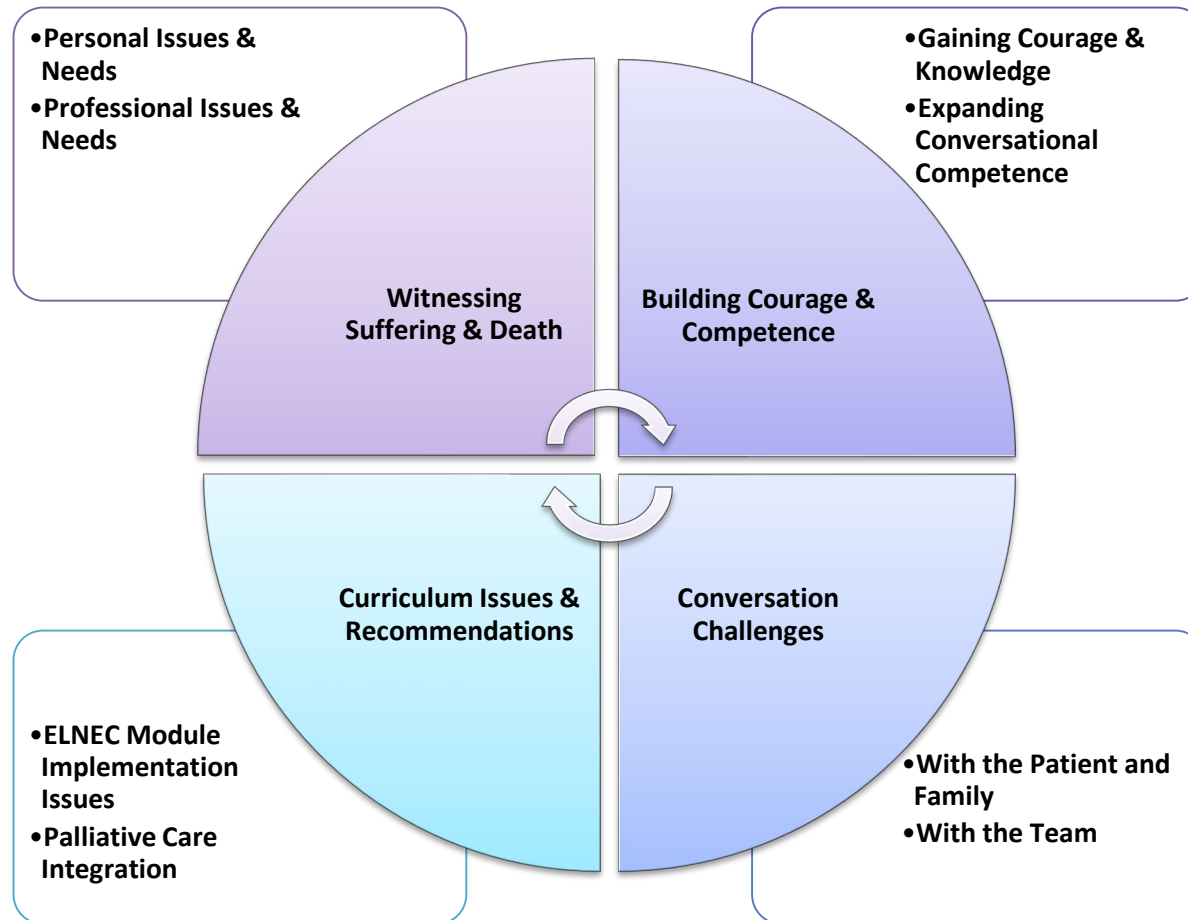 •Personal Issues &
Needs
•Professional Issues &
Needs
•Gaining Courage &
Knowledge
•Expanding
Conversational
Competence
Witnessing
Suffering & Death
Building Courage &
Competence
Curriculum Issues &
Recommendations
Conversation
Challenges
•ELNEC Module
Implementation
Issues
•Palliative Care
Integration
•With the Patient and
Family
•With the Team